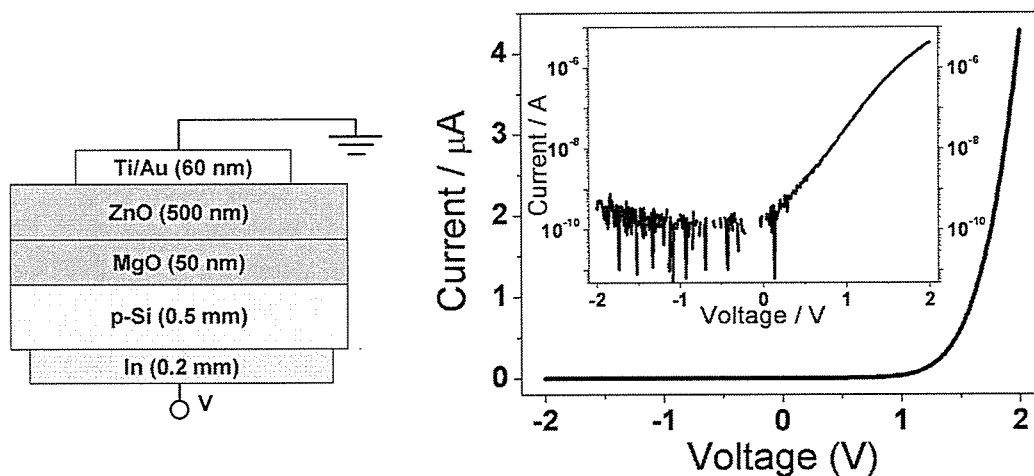 Ti/Au (60 nm)
ZnO (500 nm)
MgO (50 nm)
p-Si (0.5 mm)
In (0.2 mm)
V
Current / μA
4
3
2
1
0
-2
-1
0
1
2
Voltage (V)
Current / A
10⁻⁶
10⁻⁸
10⁻¹⁰
10⁻⁶
10⁻⁸
10⁻¹⁰
-2
-1
0
1
2
Voltage / V